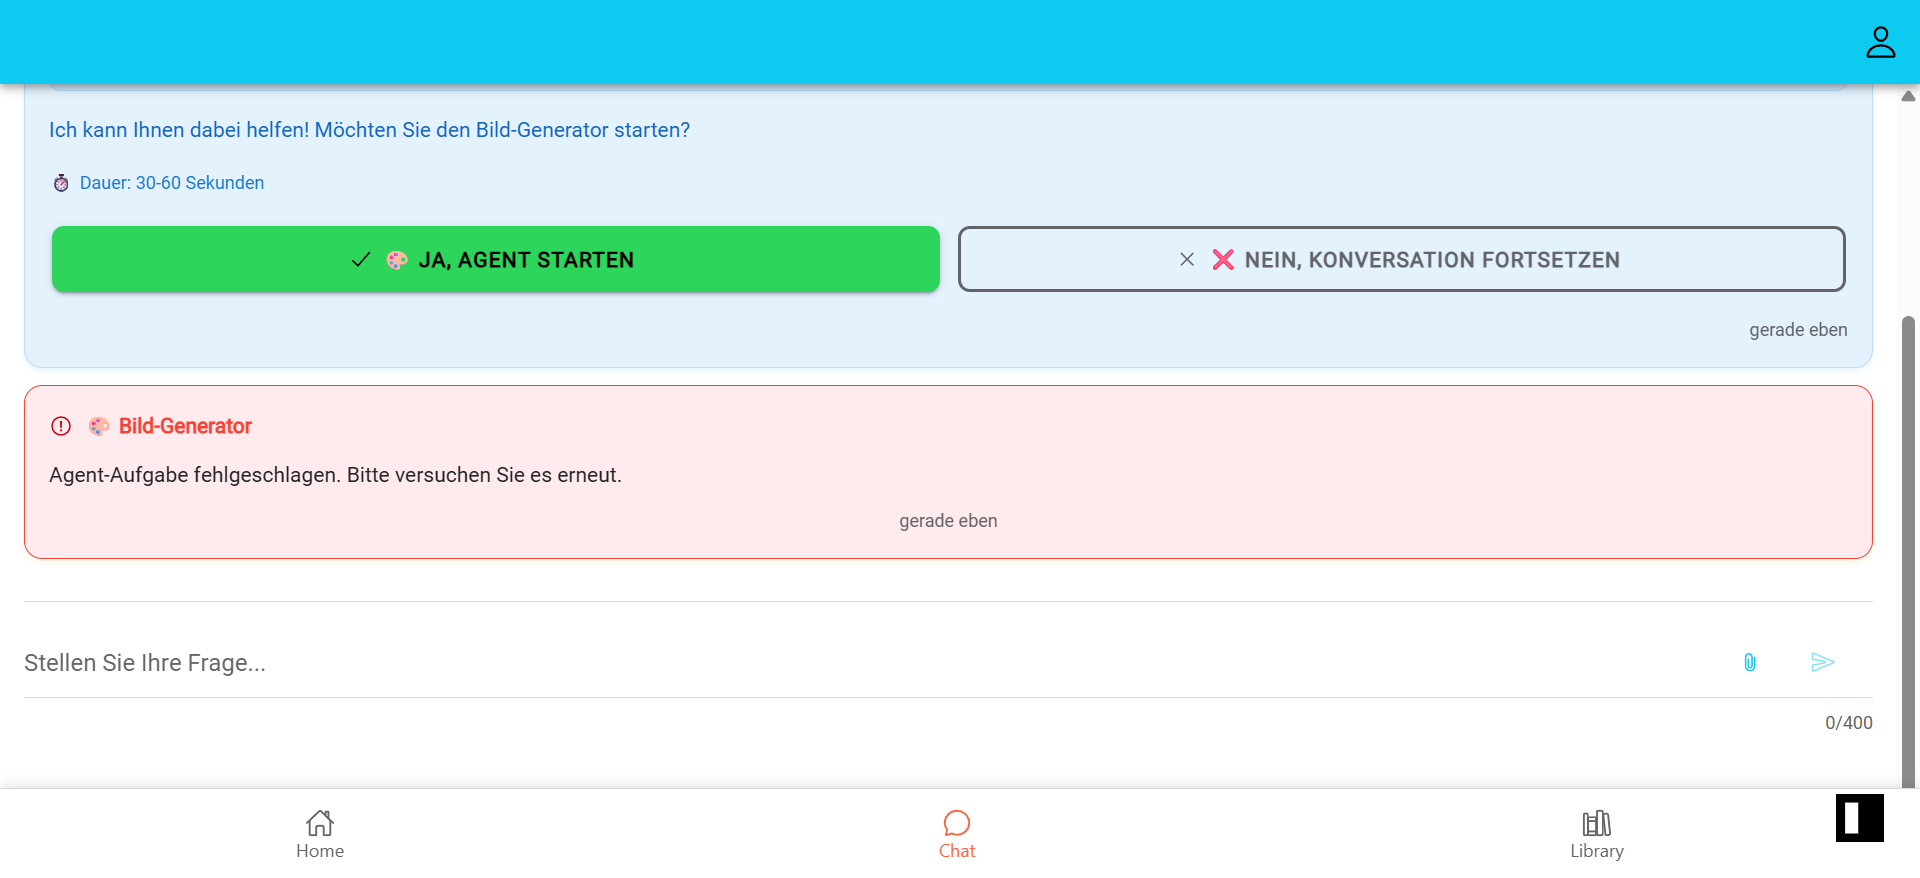 Ich kann Ihnen dabei helfen! Möchten Sie den Bild-Generator starten?
Dauer: 30-60 Sekunden
JA, AGENT STARTEN
NEIN, KONVERSATION FORTSETZEN
gerade eben
Bild-Generator
Agent-Aufgabe fehlgeschlagen. Bitte versuchen Sie es erneut.
gerade eben
Stellen Sie Ihre Frage...
0/400
Home
Chat
Library